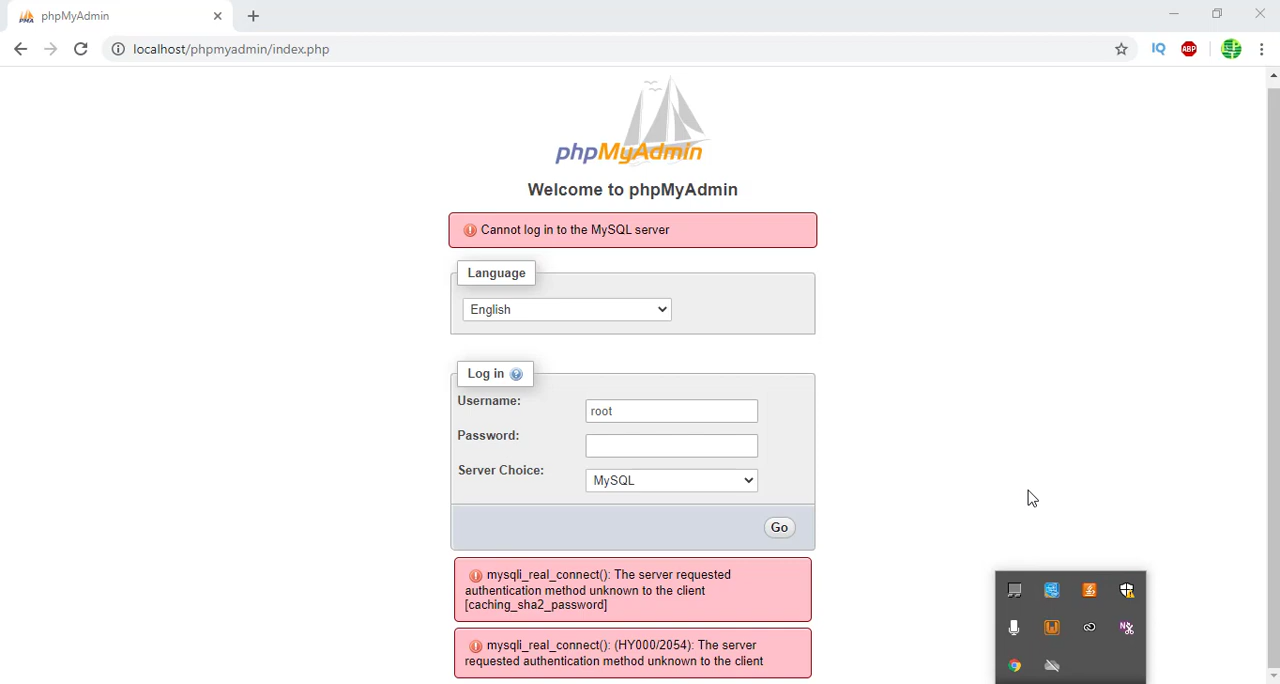 phpMyAdmin
localhost/phpmyadmin/index.php
IQ
ABP
phpMyAdmin
Welcome to phpMyAdmin
Cannot log in to the MySQL server
Language
English
Log in
Username:
root
Password:
Server Choice:
MySQL
Go
mysqli_real_connect(): The server requested
authentication method unknown to the client
[caching_sha2_password]
mysqli_real_connect(): (HY000/2054): The server
requested authentication method unknown to the client